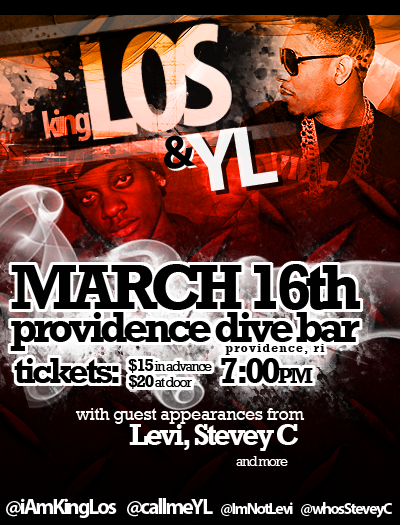 king LOS
& YL
MARCH 16th
providence dive bar
providence, ri
tickets: $15 in advance
$20 at door
7:00PM
with guest appearances from
Levi, Stevey C
and more
@iAmKingLos @callmeYL @ImNotLevi @whosSteveyC